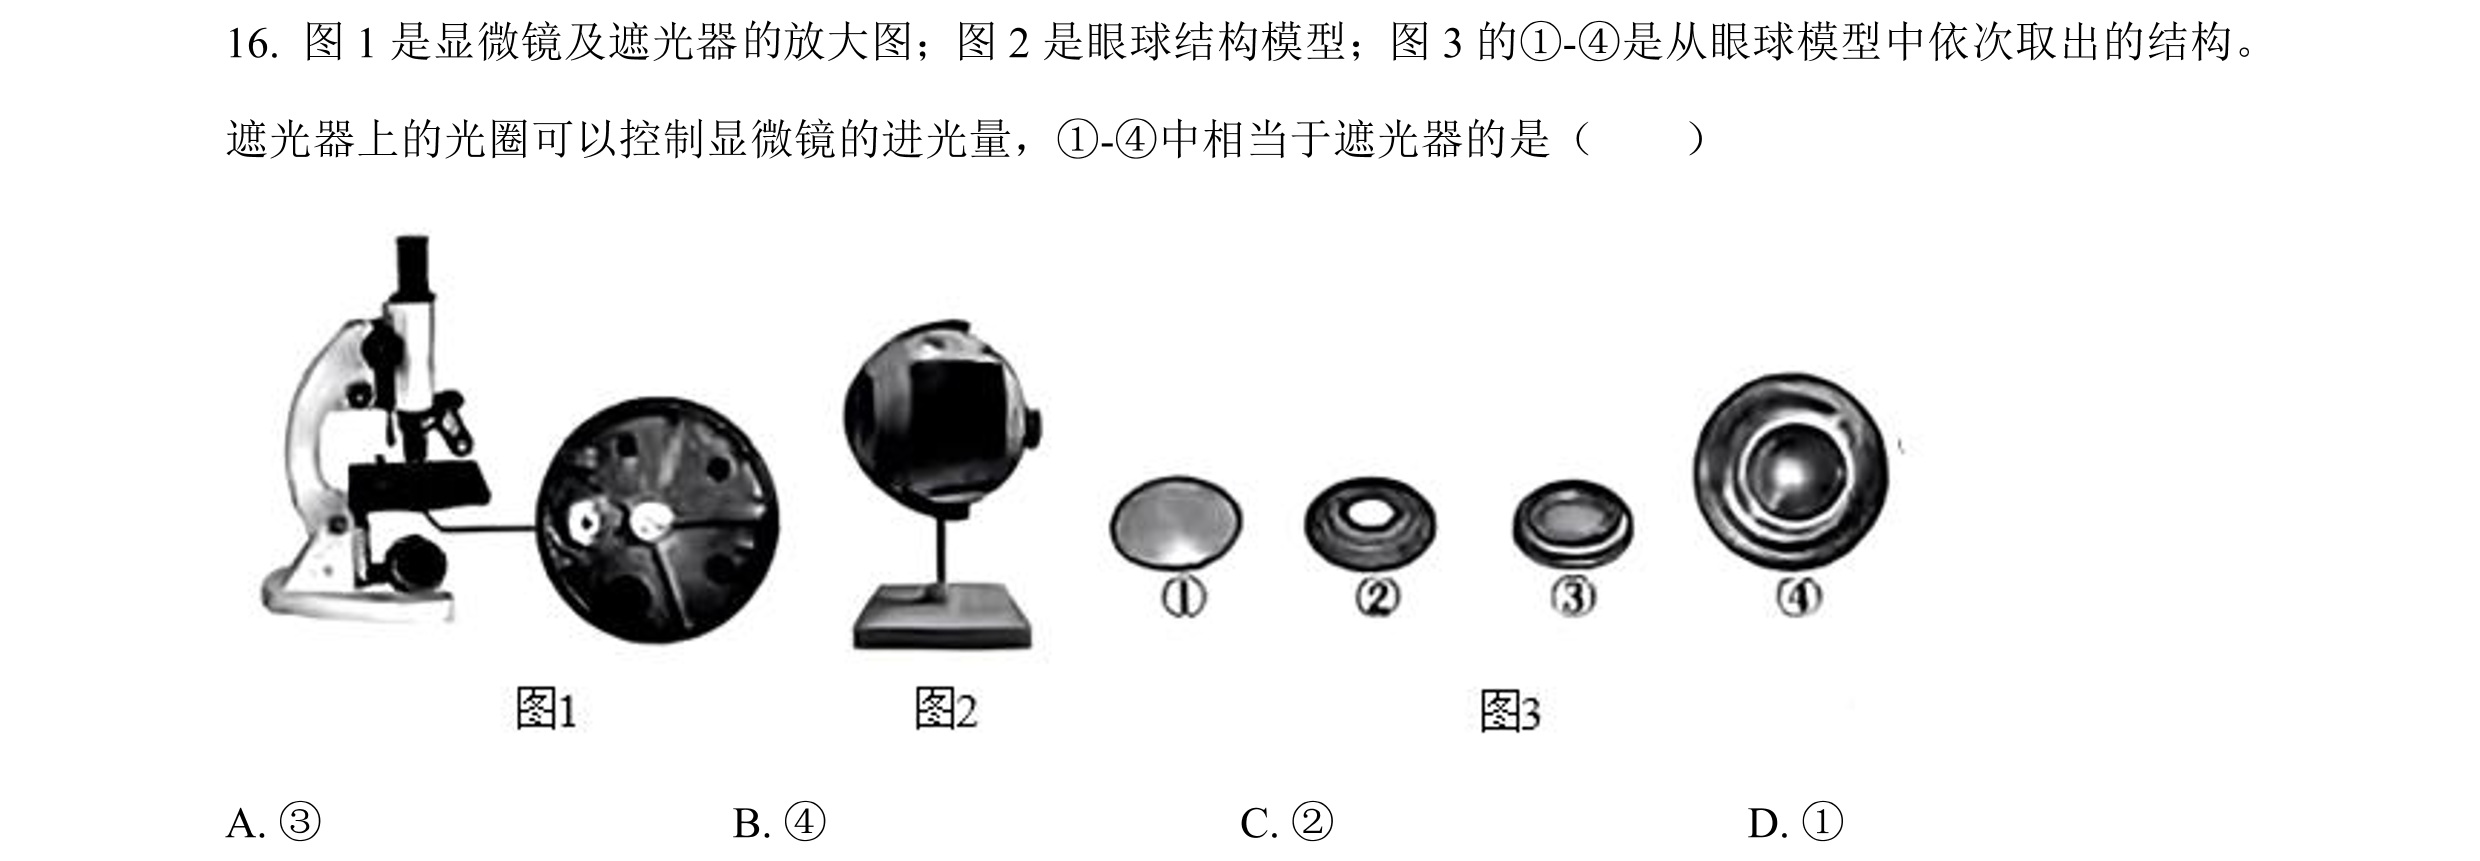 16. 图 1 是显微镜及遮光器的放大图；图 2 是眼球结构模型；图 3 的①-④是从眼球模型中依次取出的结构。
遮光器上的光圈可以控制显微镜的进光量，①-④中相当于遮光器的是（　　）
① ② ③ ④
图1 图2 图3
A. ③ B. ④ C. ② D. ①